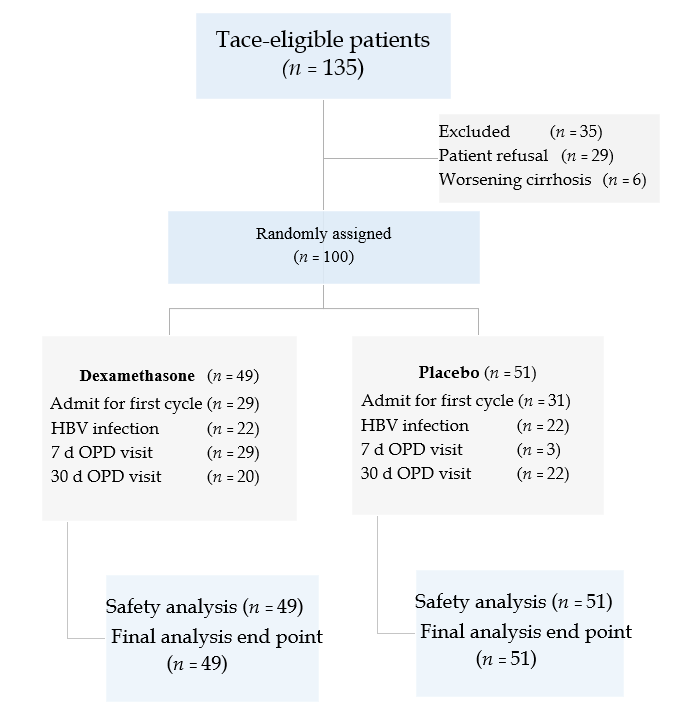 Tace-eligible patients
(n = 135)
Excluded (n = 35)
Patient refusal (n = 29)
Worsening cirrhosis (n = 6)
Randomly assigned
(n = 100)
Dexamethasone (n = 49)
Admit for first cycle (n = 29)
HBV infection (n = 22)
7 d OPD visit (n = 29)
30 d OPD visit (n = 20)
Placebo (n = 51)
Admit for first cycle (n = 31)
HBV infection (n = 22)
7 d OPD visit (n = 3)
30 d OPD visit (n = 22)
Safety analysis (n = 49)
Final analysis end point
(n = 49)
Safety analysis (n = 51)
Final analysis end point
(n = 51)